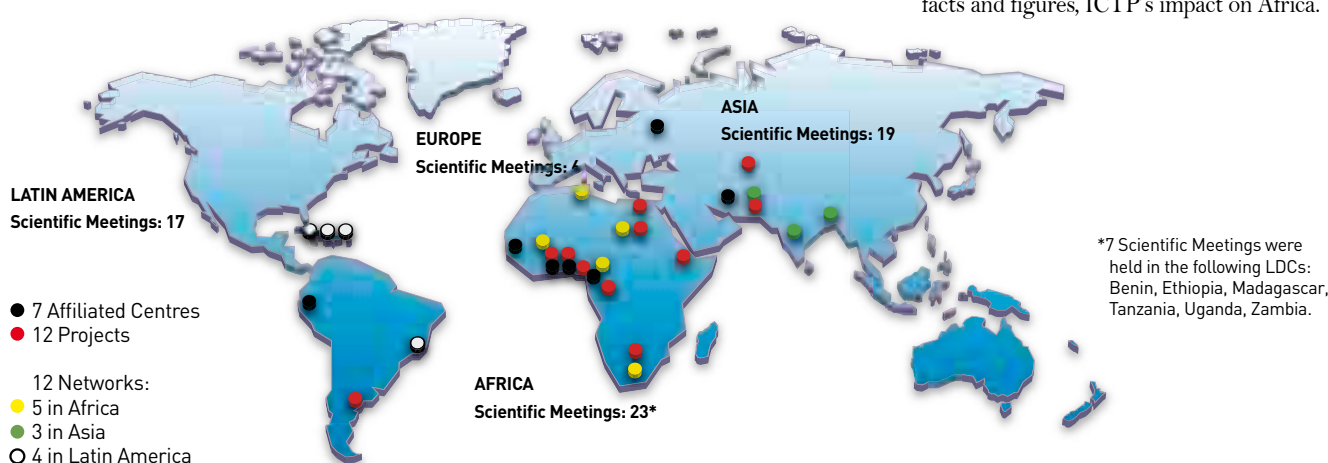 facts and figures, ICTP's impact on Africa.
ASIA
Scientific Meetings: 19
EUROPE
Scientific Meetings: 4
LATIN AMERICA
Scientific Meetings: 17
*7 Scientific Meetings were
held in the following LDCs:
Benin, Ethiopia, Madagascar,
Tanzania, Uganda, Zambia.
7 Affiliated Centres
12 Projects
12 Networks:
5 in Africa
3 in Asia
4 in Latin America
AFRICA
Scientific Meetings: 23*